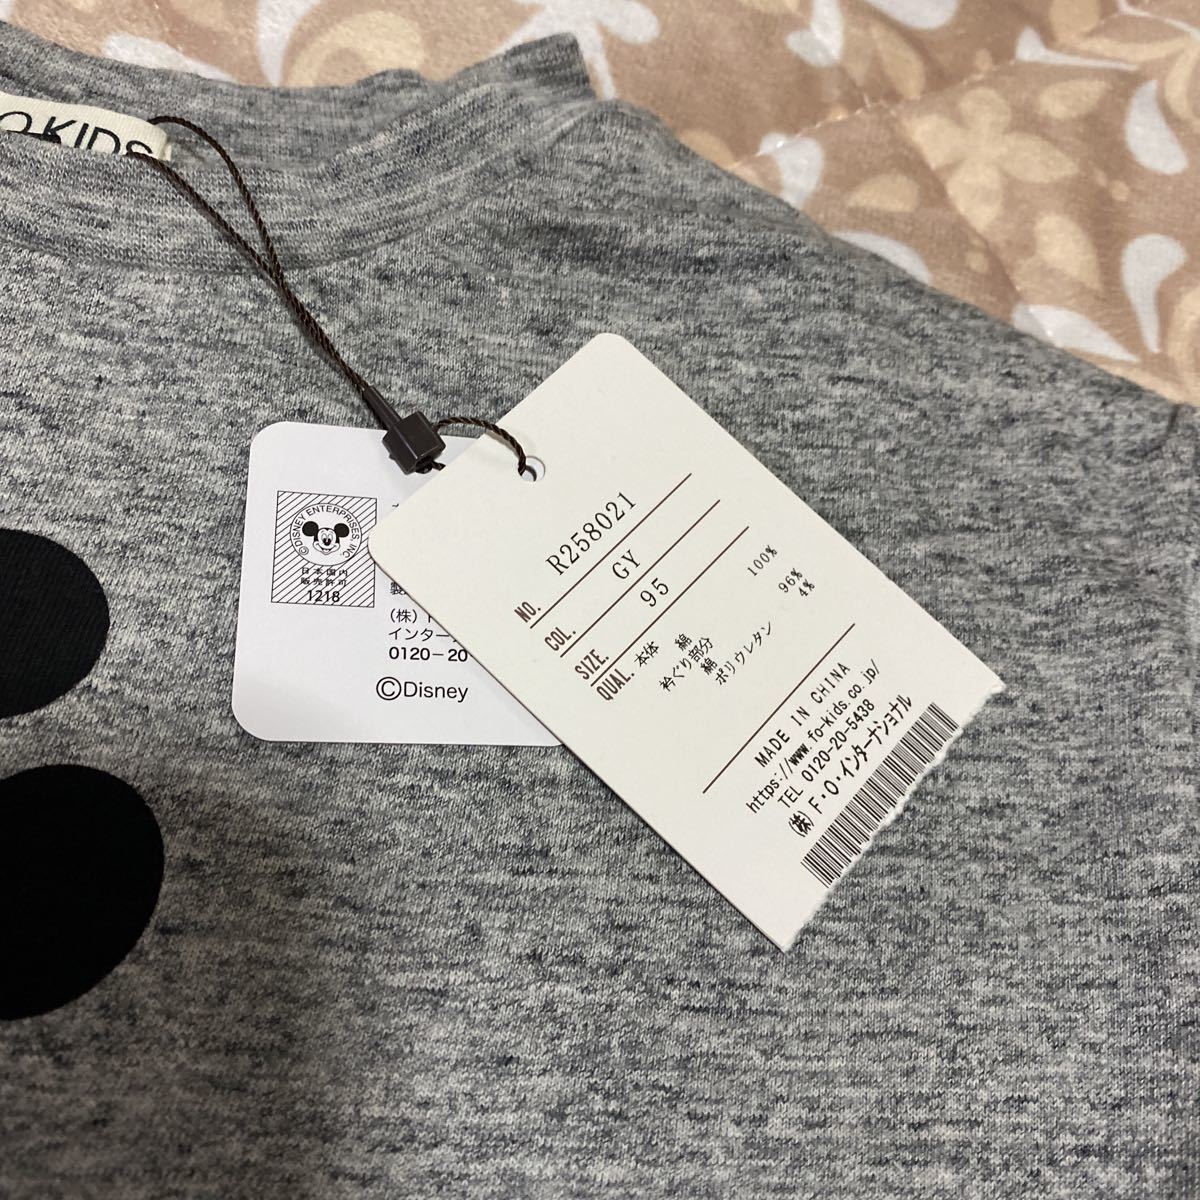 KIDS
©DISNEY ENTERPRISES, INC
日本国内
販売許可
1218
製
(株)
インター
0120-20
©Disney
NO. R258021
COL. GY
SIZE. 95
QUAL. 本体 綿 100%
衿ぐり部分
綿 96%
ポリウレタン 4%
MADE IN CHINA
https://www.fo-kids.co.jp/
TEL 0120-20-5438
(株)F・O・インターナショナル